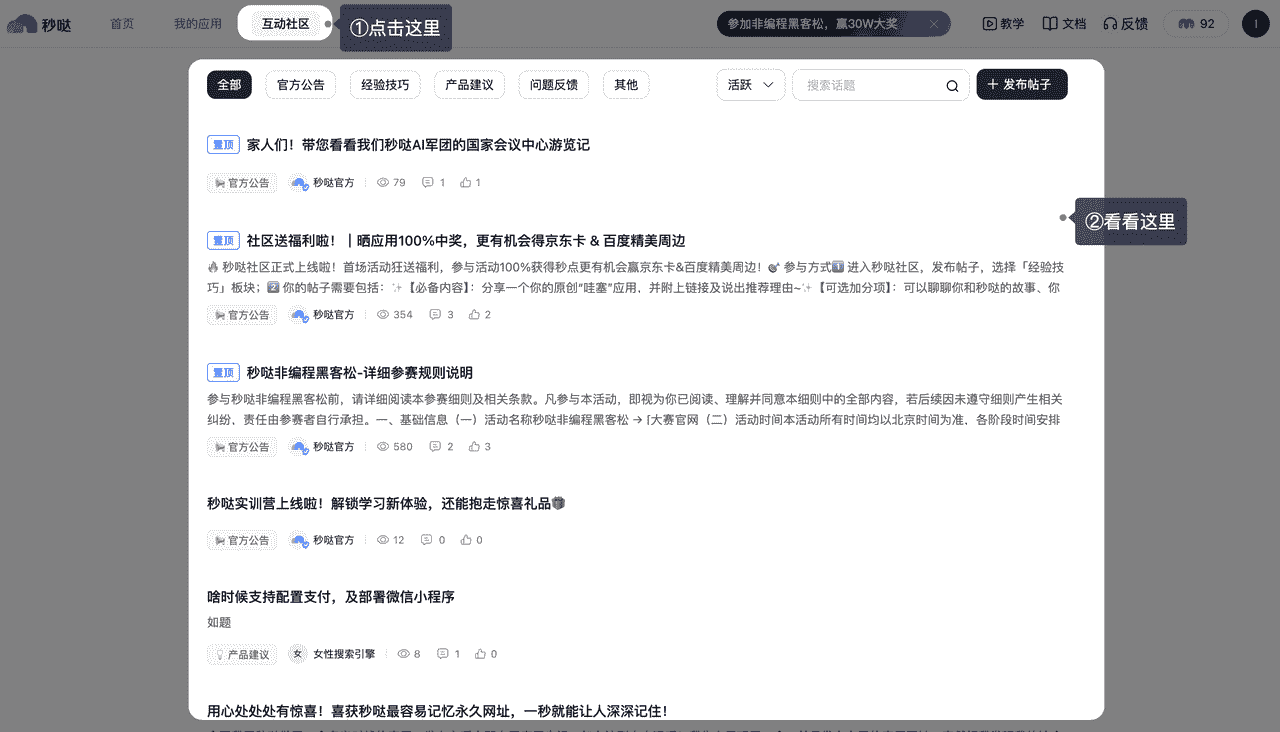 秒哒
首页
我的应用
互动社区
①点击这里
参加非编程黑客松，赢30W大奖
教学
文档
反馈
92
1
全部
官方公告
经验技巧
产品建议
问题反馈
其他
活跃
搜索话题
发布帖子
置顶 家人们！带您看看我们秒哒AI军团的国家会议中心游览记
官方公告 秒哒官方 79 1 1
②看看这里
置顶 社区送福利啦！｜晒应用100%中奖，更有机会得京东卡 & 百度精美周边
🔥 秒哒社区正式上线啦！首场活动狂送福利，参与活动100%获得秒点更有机会赢京东卡&百度精美周边！🎯 参与方式1️⃣ 进入秒哒社区，发布帖子，选择「经验技
巧」板块；2️⃣ 你的帖子需要包括：✨【必备内容】：分享一个你的原创“哇塞”应用，并附上链接及说出推荐理由~✨【可选加分项】：可以聊聊你和秒哒的故事、你
官方公告 秒哒官方 354 3 2
置顶 秒哒非编程黑客松-详细参赛规则说明
参与秒哒非编程黑客松前，请详细阅读本参赛细则及相关条款。凡参与本活动，即视为你已阅读、理解并同意本细则中的全部内容，若后续因未遵守细则产生相关
纠纷，责任由参赛者自行承担。一、基础信息（一）活动名称秒哒非编程黑客松 → [大赛官网（二）活动时间本活动所有时间均以北京时间为准，各阶段时间安排
官方公告 秒哒官方 580 2 3
秒哒实训营上线啦！解锁学习新体验，还能抱走惊喜礼品🎁
官方公告 秒哒官方 12 0 0
啥时候支持配置支付，及部署微信小程序
如题
产品建议 女 女性搜索引擎 8 1 0
用心处处处有惊喜！喜获秒哒最容易记忆永久网址，一秒就能让人深深记住！